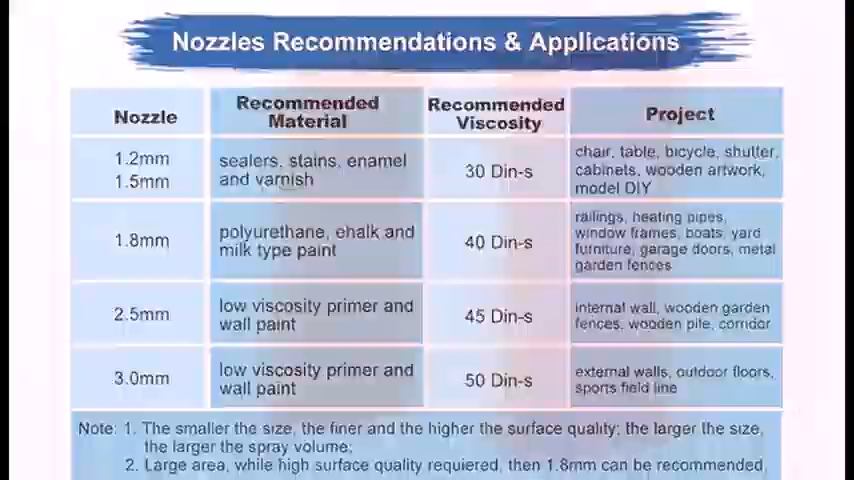 Nozzles Recommendations & Applications
Nozzle
Recommended
Material
Recommended
Viscosity
Project
1.2mm
1.5mm
sealers, stains, enamel
and varnish
30 Din-s
chair, table, bicycle, shutter,
cabinets, wooden artwork,
model DIY
1.8mm
polyurethane, ehalk and
milk type paint
40 Din-s
railings, heating pipes,
window frames, boats, yard
furniture, garage doors, metal
garden fences
2.5mm
low viscosity primer and
wall paint
45 Din-s
internal wall, wooden garden
fences, wooden pile, corridor
3.0mm
low viscosity primer and
wall paint
50 Din-s
external walls, outdoor floors,
sports field line
Note: 1. The smaller the size, the finer and the higher the surface quality; the larger the size,
the larger the spray volume;
2. Large area, while high surface quality requiered, then 1.8mm can be recommended,